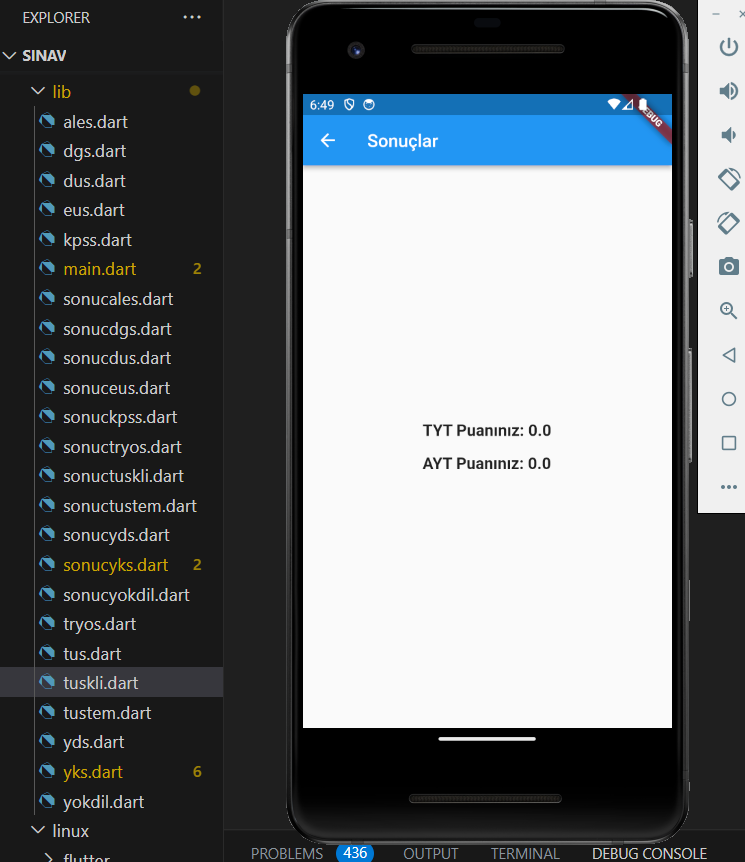 EXPLORER
SINAV
lib
ales.dart
dgs.dart
dus.dart
eus.dart
kpss.dart
main.dart 2
sonucales.dart
sonucdgs.dart
sonucdus.dart
sonuceus.dart
sonuckpss.dart
sonuctryos.dart
sonuctuskli.dart
sonuctustem.dart
sonucyds.dart
sonucyks.dart 2
sonucyokdil.dart
tryos.dart
tus.dart
tuskli.dart
tustem.dart
yds.dart
yks.dart 6
yokdil.dart
linux
flutter
6:49
DEBUG
Sonuçlar
TYT Puanınız: 0.0
AYT Puanınız: 0.0
PROBLEMS 436 OUTPUT TERMINAL DEBUG CONSOLE